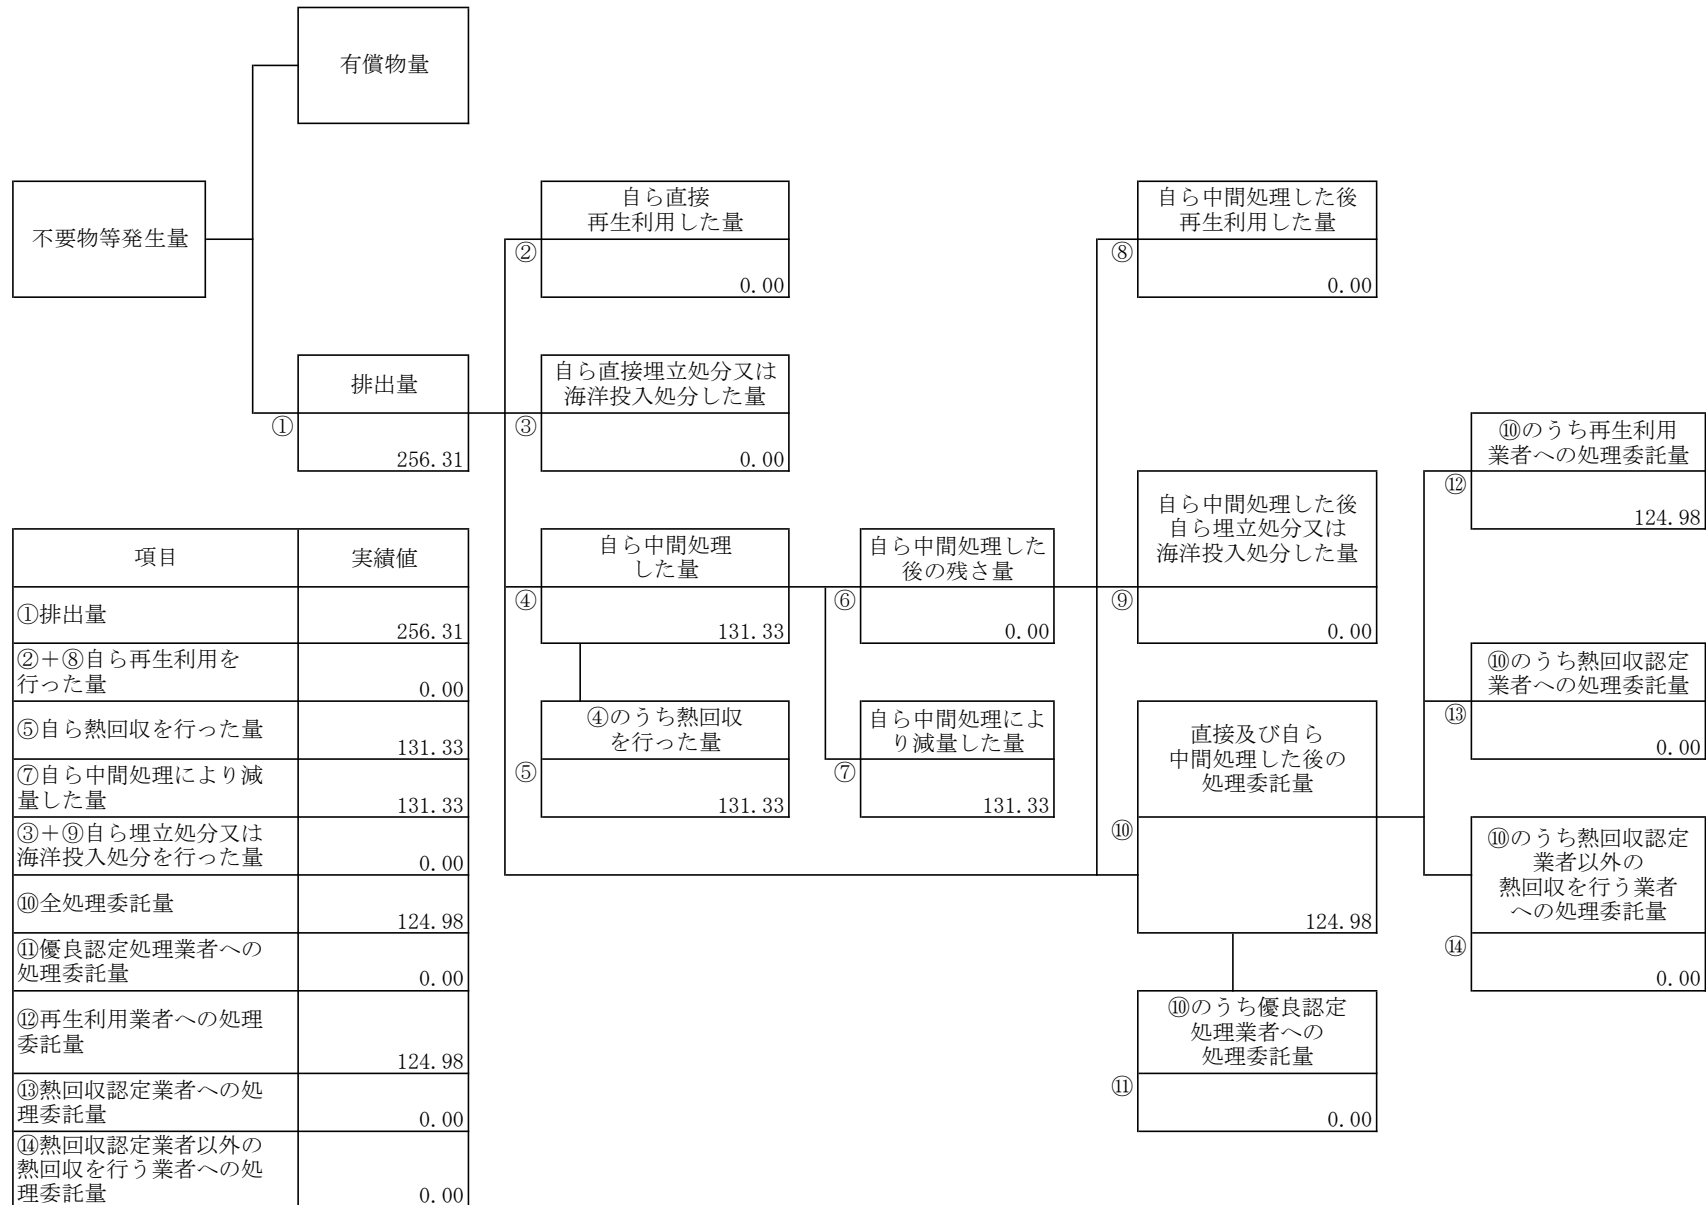 有償物量
不要物等発生量
自ら直接
再生利用した量
②
0.00
自ら中間処理した後
再生利用した量
⑧
0.00
排出量
①
256.31
自ら直接埋立処分又は
海洋投入処分した量
③
0.00
⑩のうち再生利用
業者への処理委託量
⑫
124.98
自ら中間処理
した量
④
131.33
自ら中間処理した
後の残さ量
⑥
0.00
自ら中間処理した後
自ら埋立処分又は
海洋投入処分した量
⑨
0.00
⑩のうち熱回収認定
業者への処理委託量
⑬
0.00
④のうち熱回収
を行った量
⑤
131.33
自ら中間処理によ
り減量した量
⑦
131.33
直接及び自ら
中間処理した後の
処理委託量
⑩
124.98
⑩のうち熱回収認定
業者以外の
熱回収を行う業者
への処理委託量
⑭
0.00
⑩のうち優良認定
処理業者への
処理委託量
⑪
0.00
項目 実績値
①排出量
256.31
②＋⑧自ら再生利用を
行った量
0.00
⑤自ら熱回収を行った量
131.33
⑦自ら中間処理により減
量した量
131.33
③＋⑨自ら埋立処分又は
海洋投入処分を行った量
0.00
⑩全処理委託量
124.98
⑪優良認定処理業者への
処理委託量
0.00
⑫再生利用業者への処理
委託量
124.98
⑬熱回収認定業者への処
理委託量
0.00
⑭熱回収認定業者以外の
熱回収を行う業者への処
理委託量
0.00